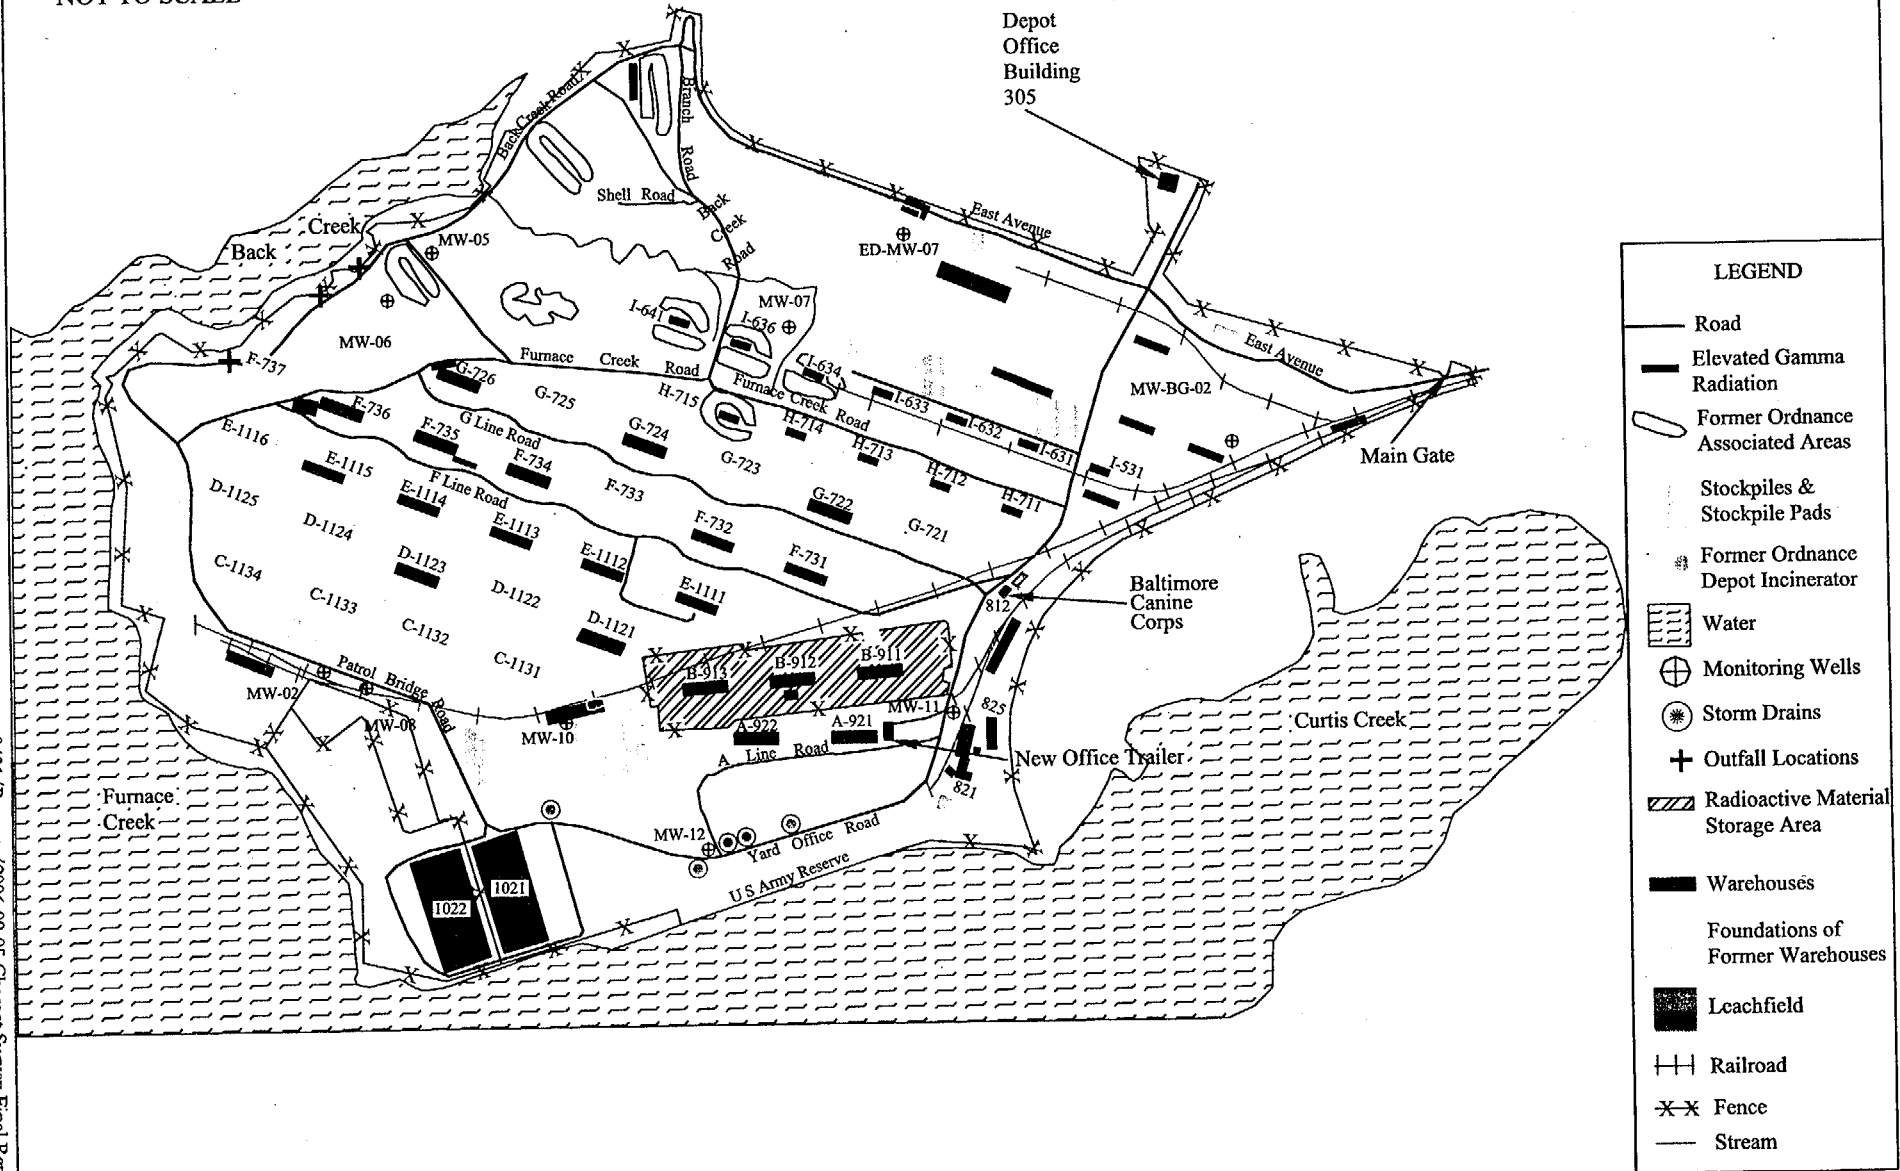 NOT TO SCALE
Depot
Office
Building
305
Back Creek Road
Branch Road
Shell Road
Back
Creek
Road
East Avenue
ED-MW-07
Back
Creek
MW-05
MW-06
MW-07
I-641
I-636
I-634
I-633
I-632
I-631
I-531
MW-BG-02
East Avenue
Main Gate
F-737
Furnace Creek Road
Furnace Creek Road
G-726
G-725
G-724
G-723
G-722
G-721
H-715
H-714
H-713
H-712
H-711
G Line Road
F-736
F-735
F-734
F-733
F-732
F-731
F Line Road
E-1116
E-1115
E-1114
E-1113
E-1112
E-1111
D-1125
D-1124
D-1123
D-1122
D-1121
C-1134
C-1133
C-1132
C-1131
Baltimore
Canine
Corps
812
B-913
B-912
B-911
Patrol Bridge Road
MW-02
MW-08
MW-10
A-922
A-921
MW-11
825
821
New Office Trailer
A Line Road
Curtis Creek
Furnace
Creek
MW-12
Yard Office Road
U S Army Reserve
1022
1021
LEGEND
Road
Elevated Gamma
Radiation
Former Ordnance
Associated Areas
Stockpiles &
Stockpile Pads
Former Ordnance
Depot Incinerator
Water
Monitoring Wells
Storm Drains
Outfall Locations
Radioactive Material
Storage Area
Warehouses
Foundations of
Former Warehouses
Leachfield
Railroad
Fence
Stream